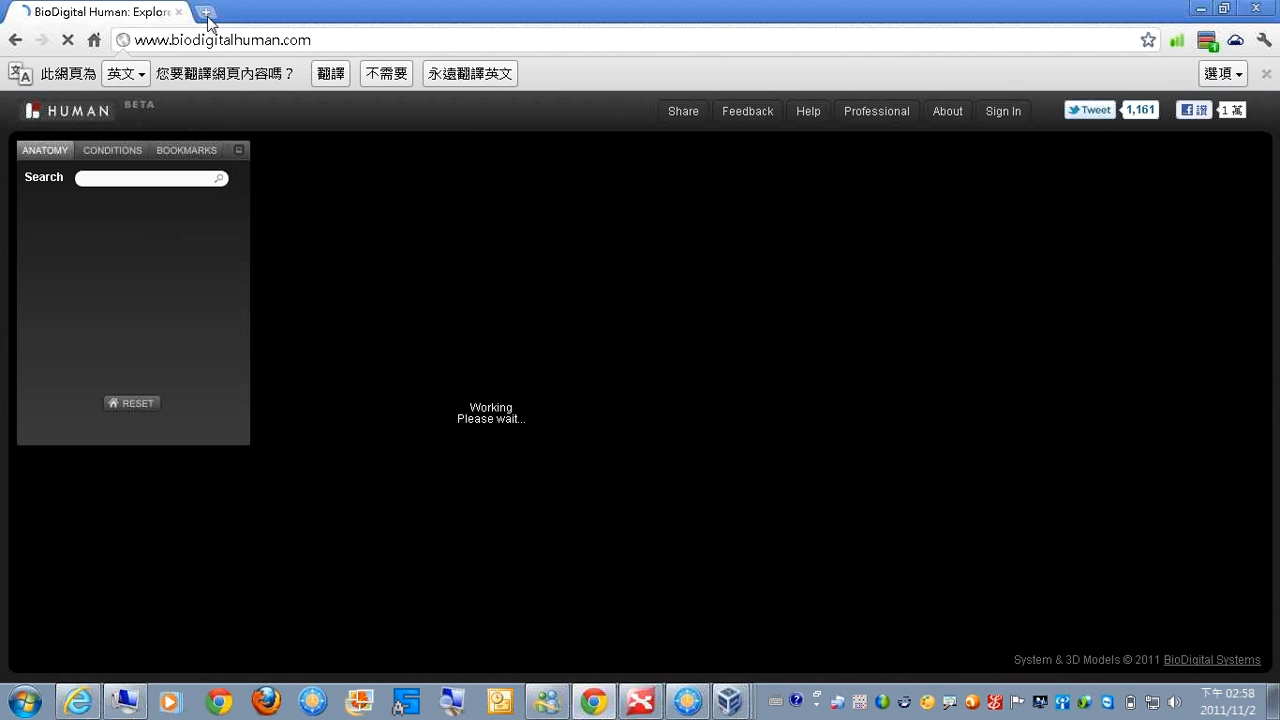 BioDigital Human: Explor
www.biodigitalhuman.com
此網頁為 英文 您要翻譯網頁內容嗎？ 翻譯 不需要 永遠翻譯英文 選項
HUMAN BETA
Share Feedback Help Professional About Sign In Tweet 1,161 讚 1 萬
ANATOMY CONDITIONS BOOKMARKS
Search
RESET
Working
Please wait...
System & 3D Models © 2011 BioDigital Systems
下午 02:58
2011/11/2